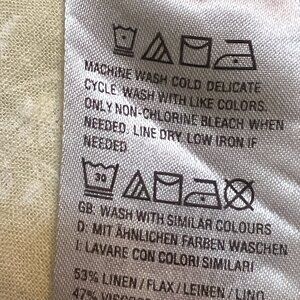 MACHINE WASH COLD DELICATE
CYCLE. WASH WITH LIKE COLORS.
ONLY NON-CHLORINE BLEACH WHEN
NEEDED. LINE DRY, LOW IRON IF
NEEDED
30
GB: WASH WITH SIMILAR COLOURS
D: MIT ÄHNLICHEN FARBEN WASCHEN
I: LAVARE CON COLORI SIMILARI
53% LINEN / FLAX / LEINEN / LINO
47%